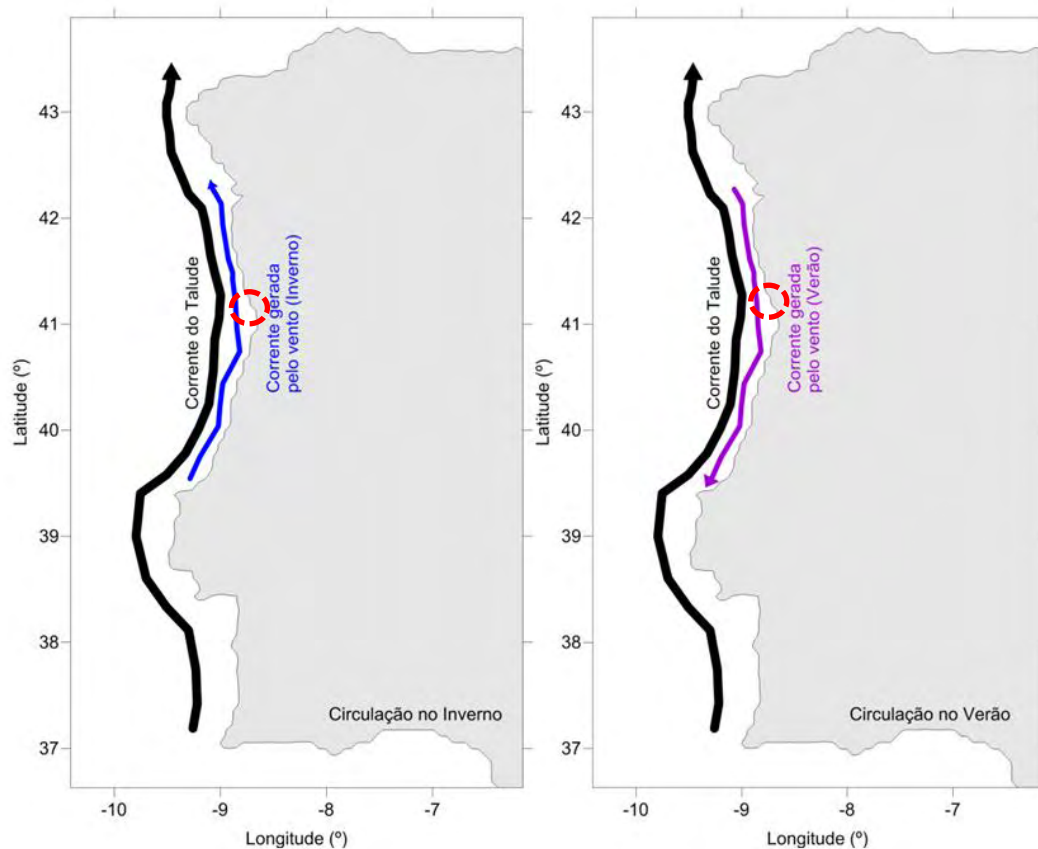 43
42
41
40
39
38
37
Latitude (º)
Corrente do Talude
Corrente gerada
pelo vento (Inverno)
Circulação no Inverno
-10
-9
-8
-7
Longitude (º)
43
42
41
40
39
38
37
Latitude (º)
Corrente do Talude
Corrente gerada
pelo vento (Verão)
Circulação no Verão
-10
-9
-8
-7
Longitude (º)